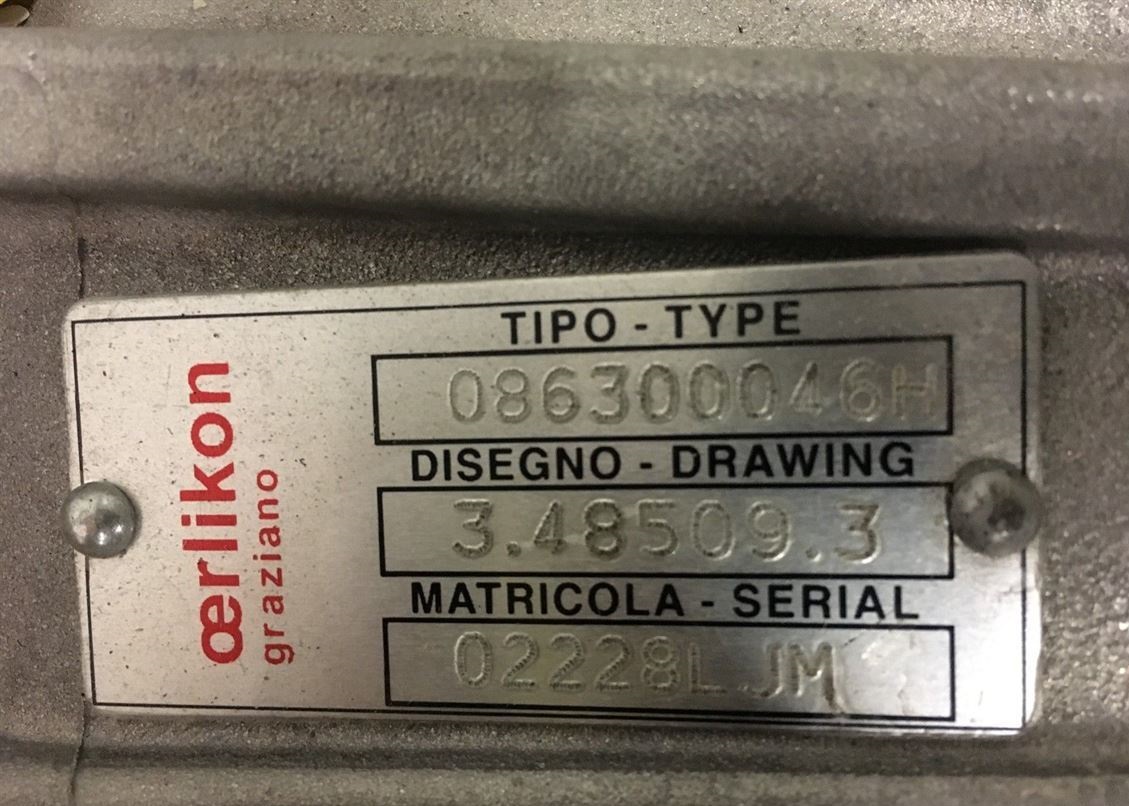 œrlikon
graziano
TIPO - TYPE
086300046H
DISEGNO - DRAWING
3.48509.3
MATRICOLA - SERIAL
02228LJM